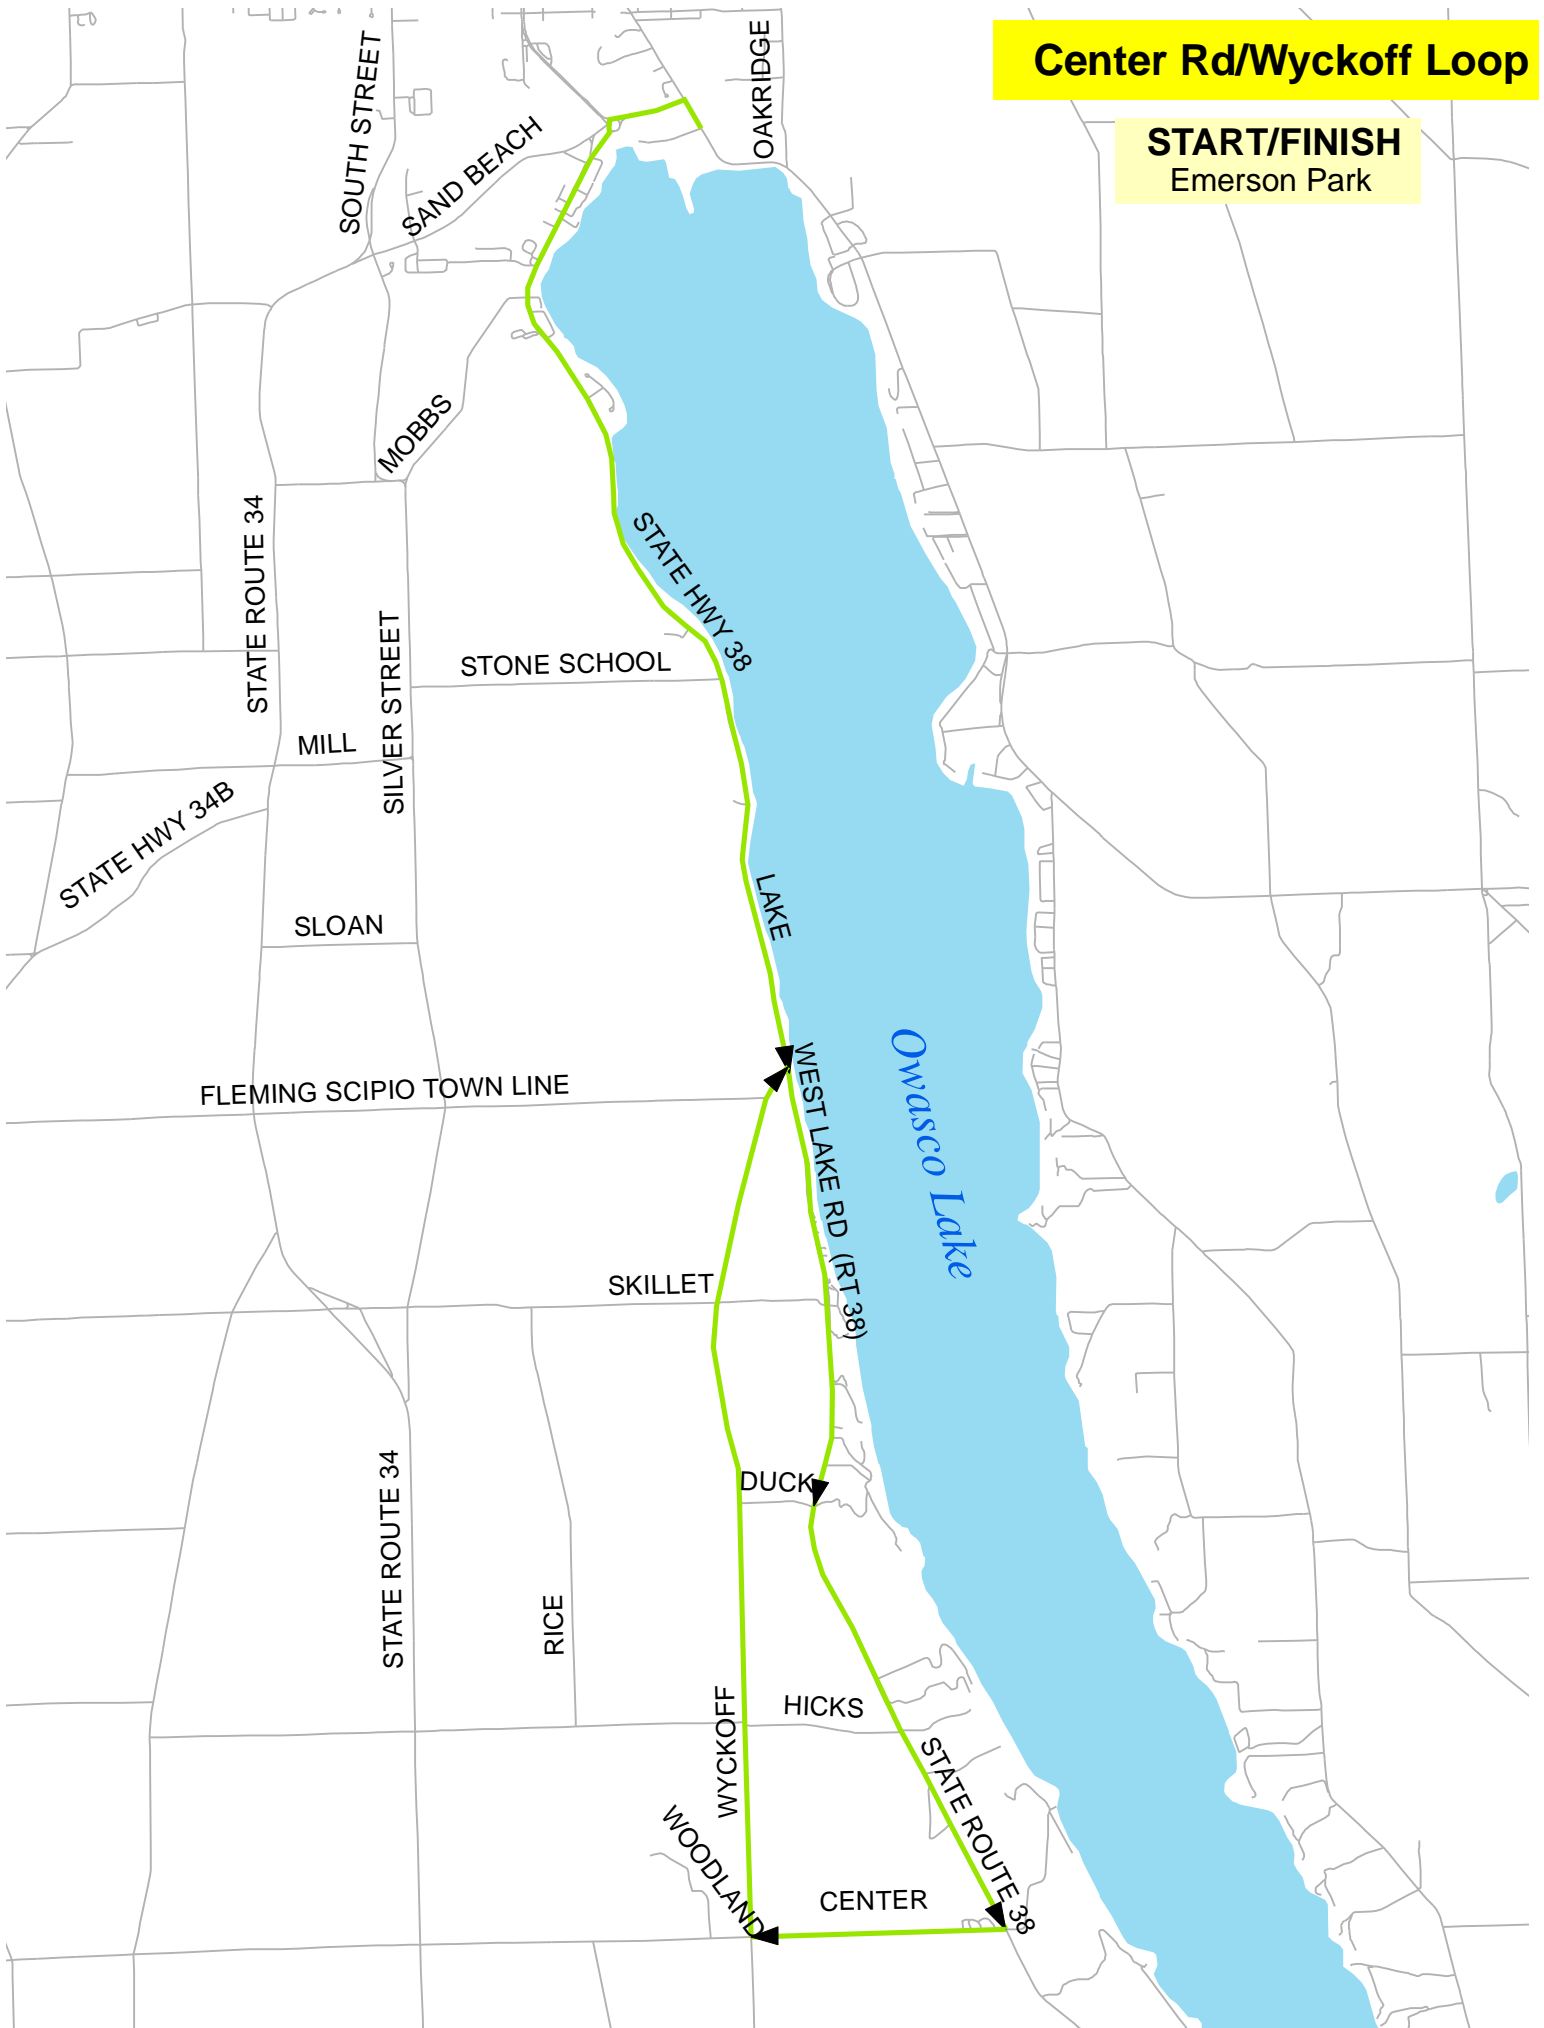 Center Rd/Wyckoff Loop
START/FINISH
Emerson Park
OAKRIDGE
SOUTH STREET
SAND BEACH
MOBBS
STATE ROUTE 34
STATE HWY 38
SILVER STREET
STONE SCHOOL
MILL
STATE HWY 34B
LAKE
SLOAN
Owasco Lake
WEST LAKE RD (RT 38)
FLEMING SCIPIO TOWN LINE
SKILLET
STATE ROUTE 34
DUCK
RICE
HICKS
WYCKOFF
STATE ROUTE 38
WOODLAND
CENTER